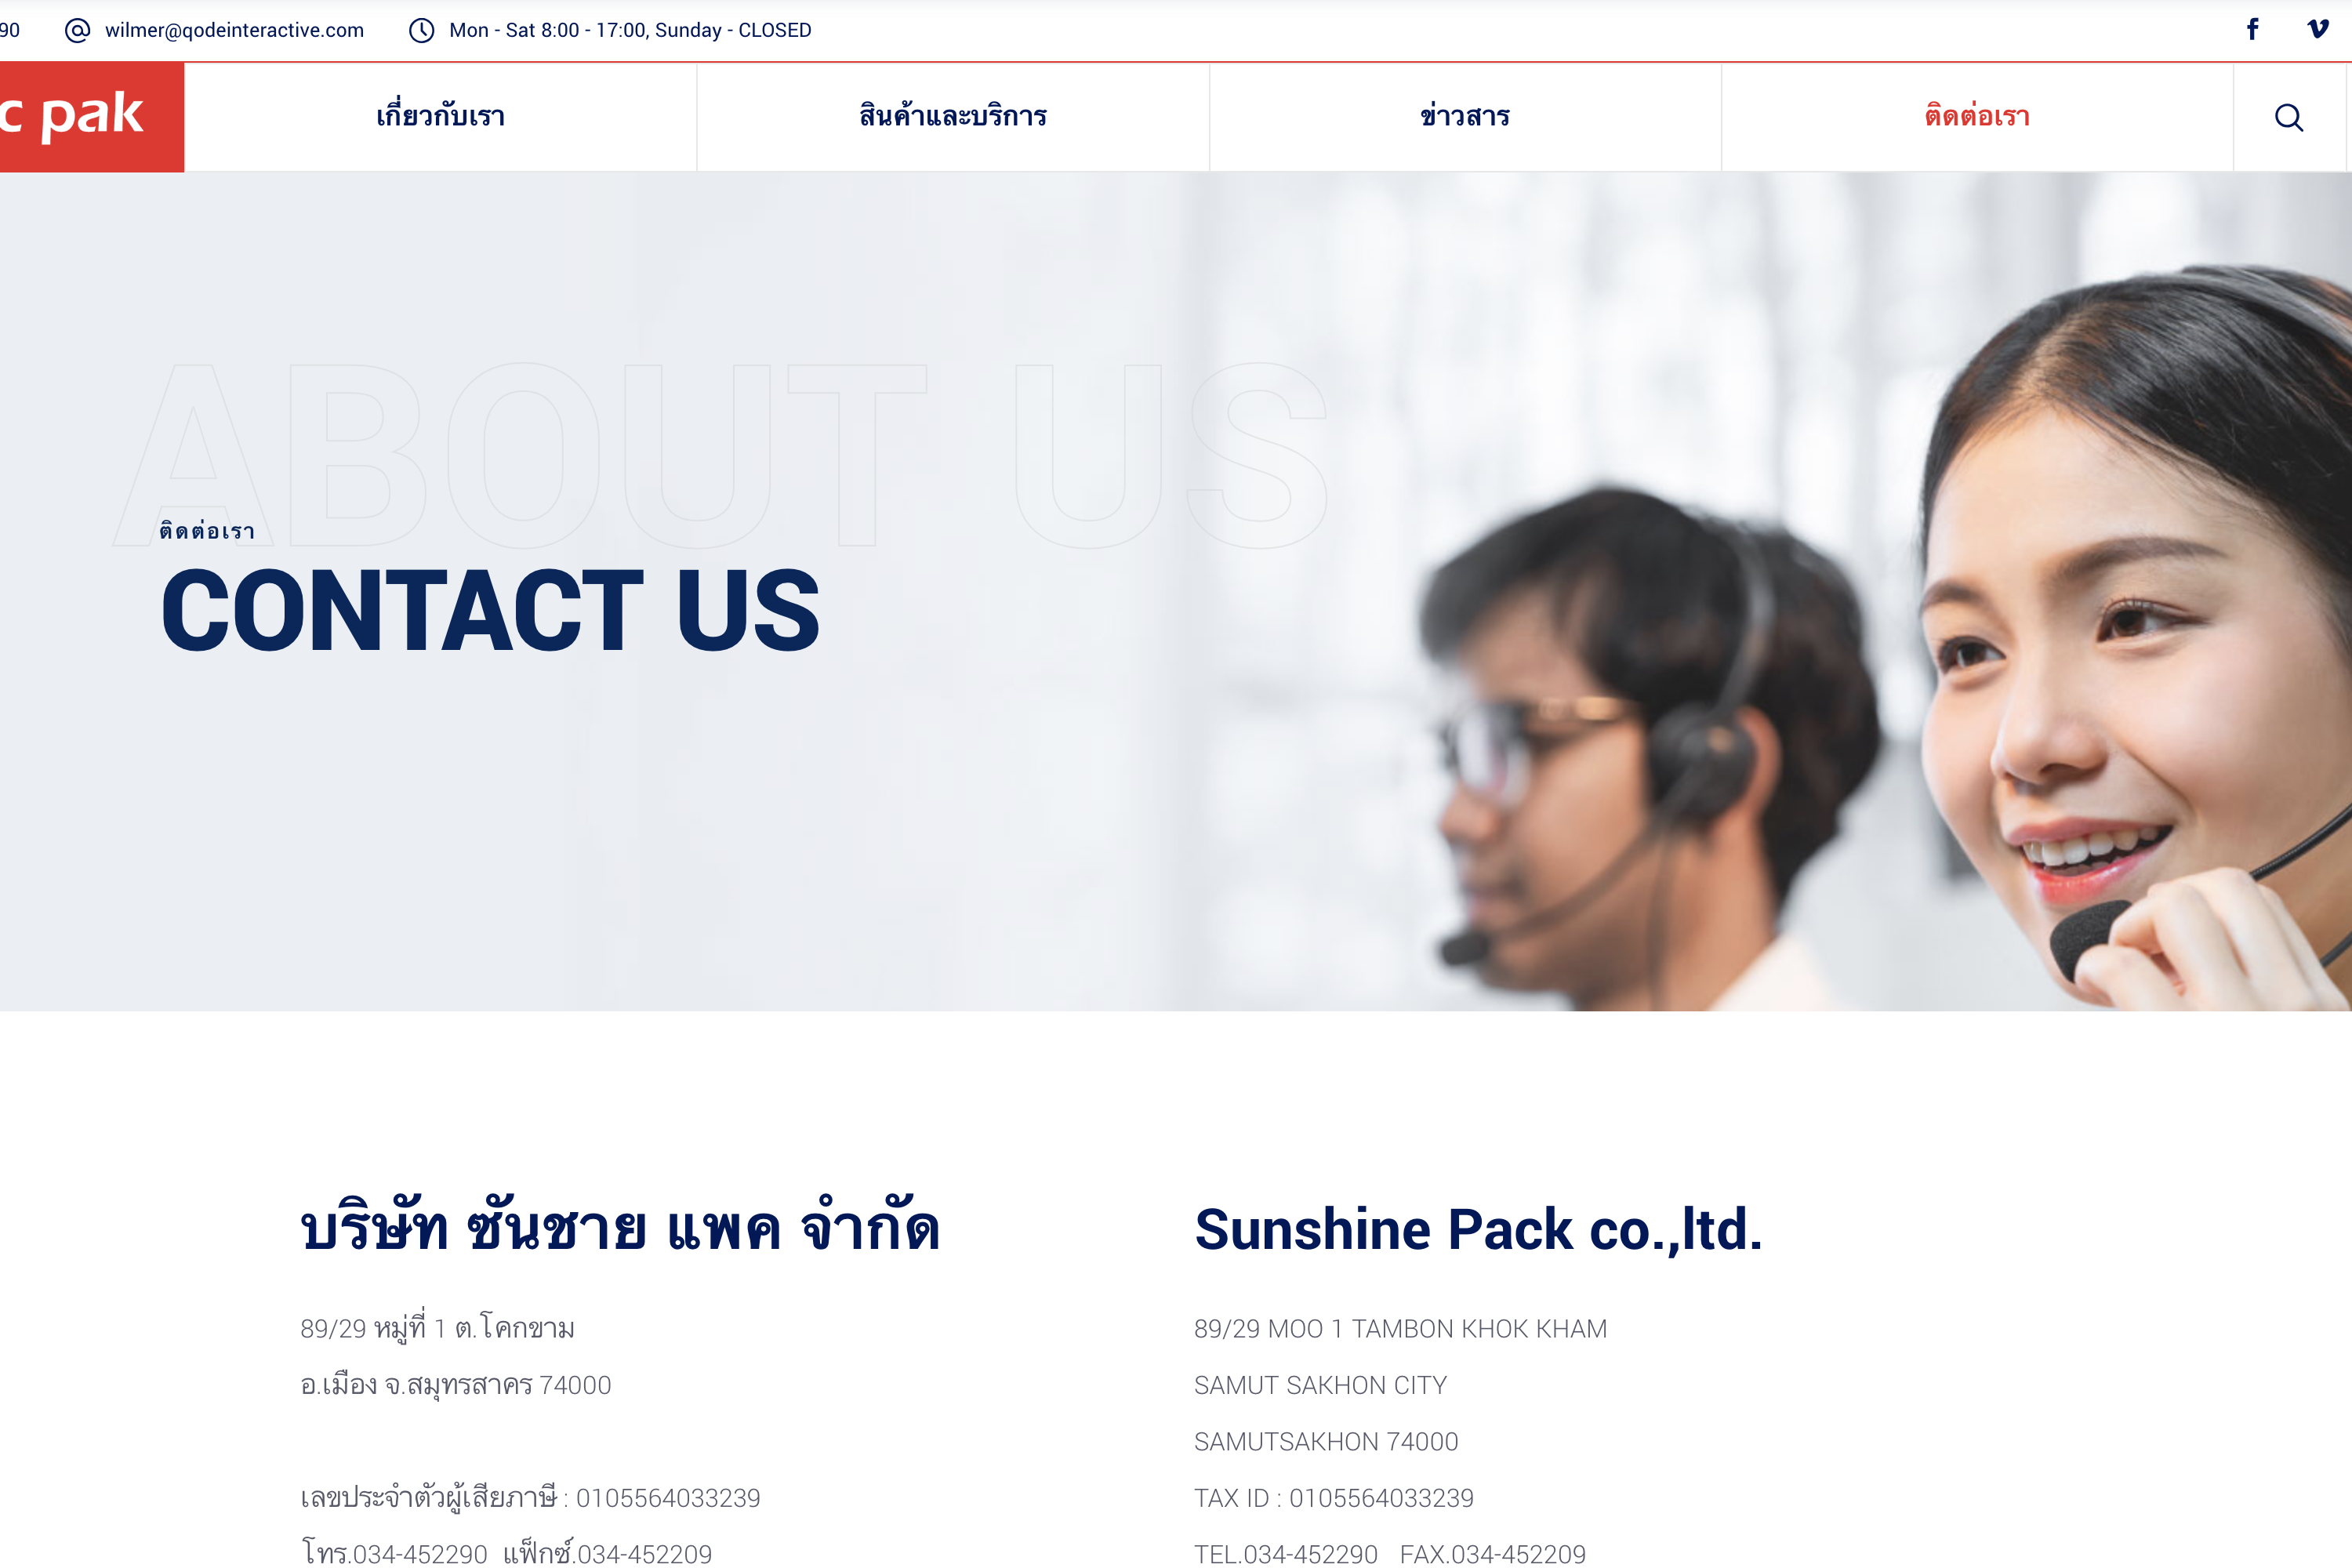 90 wilmer@qodeinteractive.com Mon - Sat 8:00 - 17:00, Sunday - CLOSED
c pak เกี่ยวกับเรา สินค้าและบริการ ข่าวสาร ติดต่อเรา
ABOUT US
ติดต่อเรา
CONTACT US
บริษัท ซันชาย แพค จำกัด
89/29 หมู่ที่ 1 ต.โคกขาม
อ.เมือง จ.สมุทรสาคร 74000
เลขประจำตัวผู้เสียภาษี : 0105564033239
โทร.034-452290 แฟ็กซ์.034-452209
Sunshine Pack co.,ltd.
89/29 MOO 1 TAMBON KHOK KHAM
SAMUT SAKHON CITY
SAMUTSAKHON 74000
TAX ID : 0105564033239
TEL.034-452290 FAX.034-452209